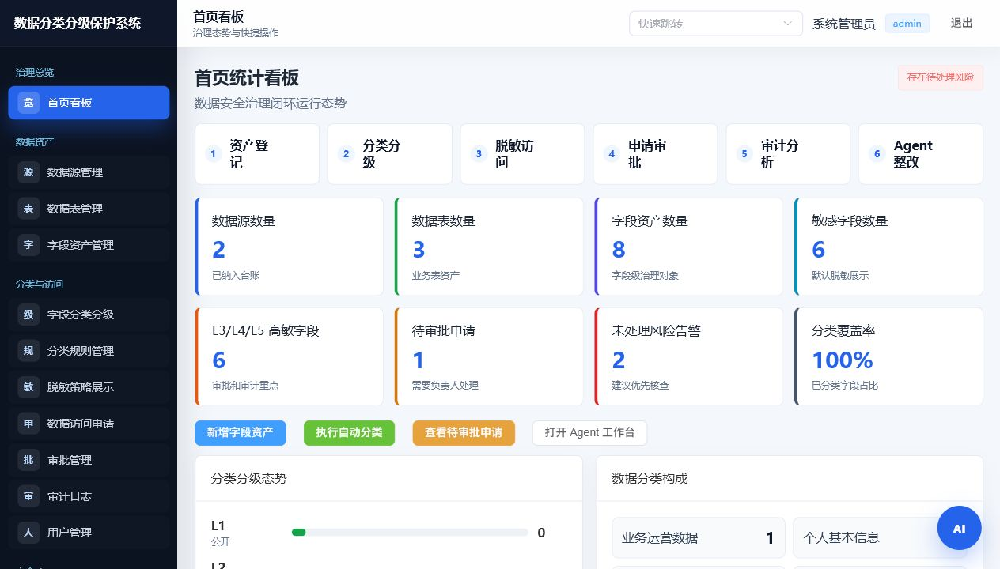 数据分类分级保护系统
治理总览
览 首页看板
数据资产
源 数据源管理
表 数据表管理
字 字段资产管理
分类与访问
级 字段分类分级
规 分类规则管理
敏 脱敏策略展示
申 数据访问申请
批 审批管理
审 审计日志
人 用户管理
首页看板
治理态势与快捷操作
快速跳转
系统管理员
admin
退出
首页统计看板
数据安全治理闭环运行态势
存在待处理风险
1 资产登
记
2 分类分
级
3 脱敏访
问
4 申请审
批
5 审计分
析
6 Agent
整改
数据源数量
2
已纳入台账
数据表数量
3
业务表资产
字段资产数量
8
字段级治理对象
敏感字段数量
6
默认脱敏展示
L3/L4/L5 高敏字段
6
审批和审计重点
待审批申请
1
需要负责人处理
未处理风险告警
2
建议优先核查
分类覆盖率
100%
已分类字段占比
新增字段资产
执行自动分类
查看待审批申请
打开 Agent 工作台
分类分级态势
L1
公开
0
L2
数据分类构成
业务运营数据 1
个人基本信息
AI